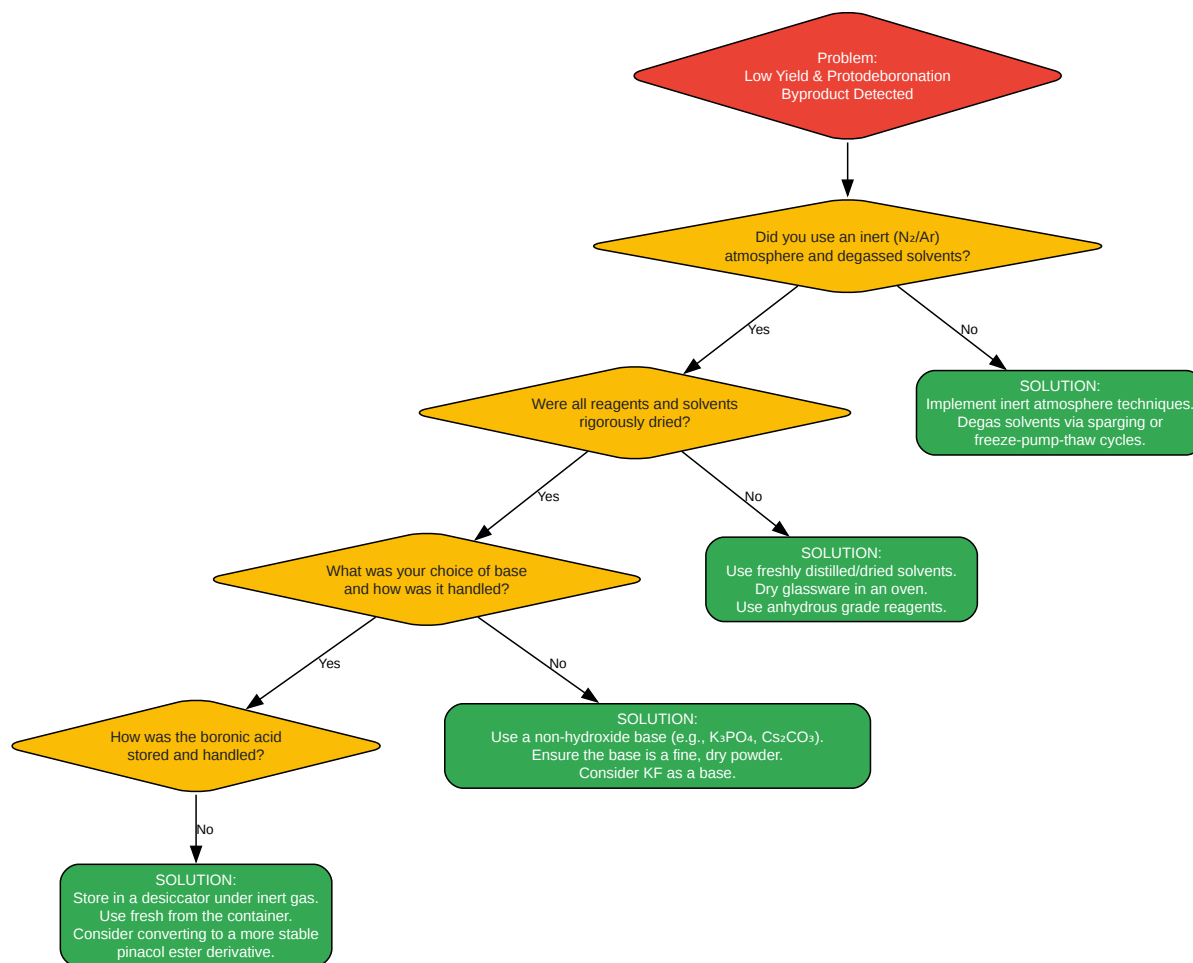 Problem:
Low Yield & Protodeboronation
Byproduct Detected
Did you use an inert (N₂/Ar)
atmosphere and degassed solvents?
Yes
No
SOLUTION:
Implement inert atmosphere techniques.
Degas solvents via sparging or
freeze-pump-thaw cycles.
Were all reagents and solvents
rigorously dried?
Yes
No
SOLUTION:
Use freshly distilled/dried solvents.
Dry glassware in an oven.
Use anhydrous grade reagents.
What was your choice of base
and how was it handled?
Yes
No
SOLUTION:
Use a non-hydroxide base (e.g., K₃PO₄, Cs₂CO₃).
Ensure the base is a fine, dry powder.
Consider KF as a base.
How was the boronic acid
stored and handled?
No
SOLUTION:
Store in a desiccator under inert gas.
Use fresh from the container.
Consider converting to a more stable
pinacol ester derivative.